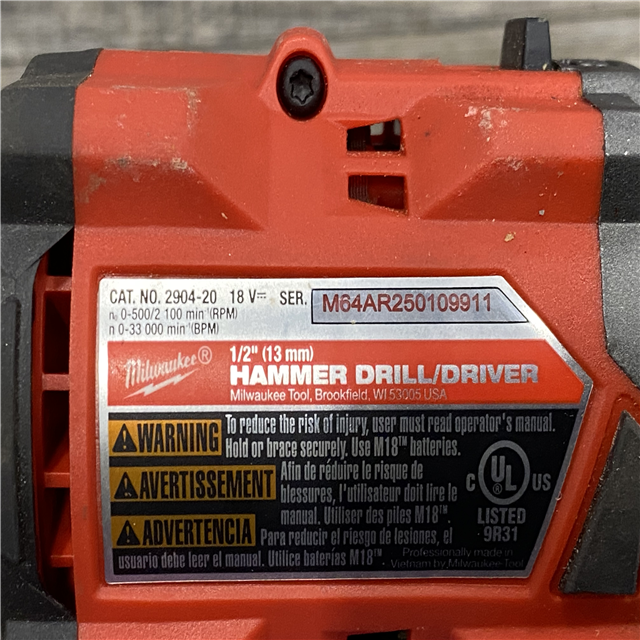 CAT. NO. 2904-20 18 V⎓ SER. M64AR250109911
n₀ 0-500/2 100 min⁻¹(RPM)
n 0-33 000 min⁻¹(BPM)
Milwaukee®
1/2" (13 mm)
HAMMER DRILL/DRIVER
Milwaukee Tool, Brookfield, WI 53005 USA
WARNING To reduce the risk of injury, user must read operator's manual.
Hold or brace securely. Use M18™ batteries.
AVERTISSEMENT Afin de réduire le risque de
blessures, l'utilisateur doit lire le
manual. Utiliser des piles M18™.
ADVERTENCIA Para reducir el riesgo de lesiones, el
usuario debe leer el manual. Utilice baterías M18™
C UL® US
LISTED
9R31
Professionally made in
Vietnam by Milwaukee Tool